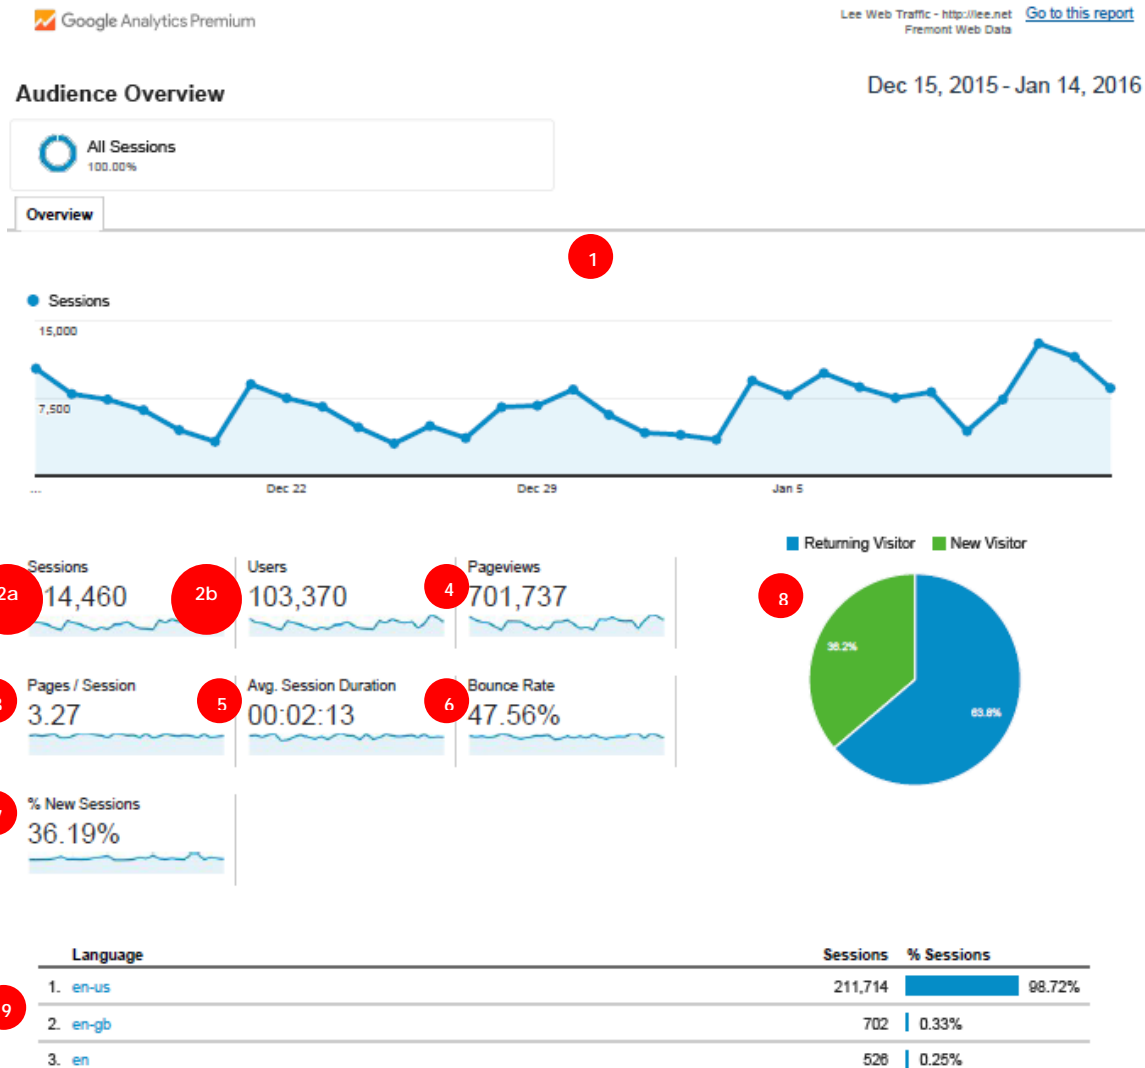 Google Analytics Premium
Lee Web Traffic - http://lee.net Go to this report
Fremont Web Data
Audience Overview
Dec 15, 2015 - Jan 14, 2016
All Sessions
100.00%
Overview
1
Sessions
15,000
7,500
...
Dec 22
Dec 29
Jan 5
Returning Visitor
New Visitor
2a
Sessions
14,460
2b
Users
103,370
4
Pageviews
701,737
8
36.2%
63.8%
Pages / Session
3.27
5
Avg. Session Duration
00:02:13
6
Bounce Rate
47.56%
% New Sessions
36.19%
Language
Sessions
% Sessions
9
1. en-us 211,714 98.72%
2. en-gb 702 0.33%
3. en 526 0.25%